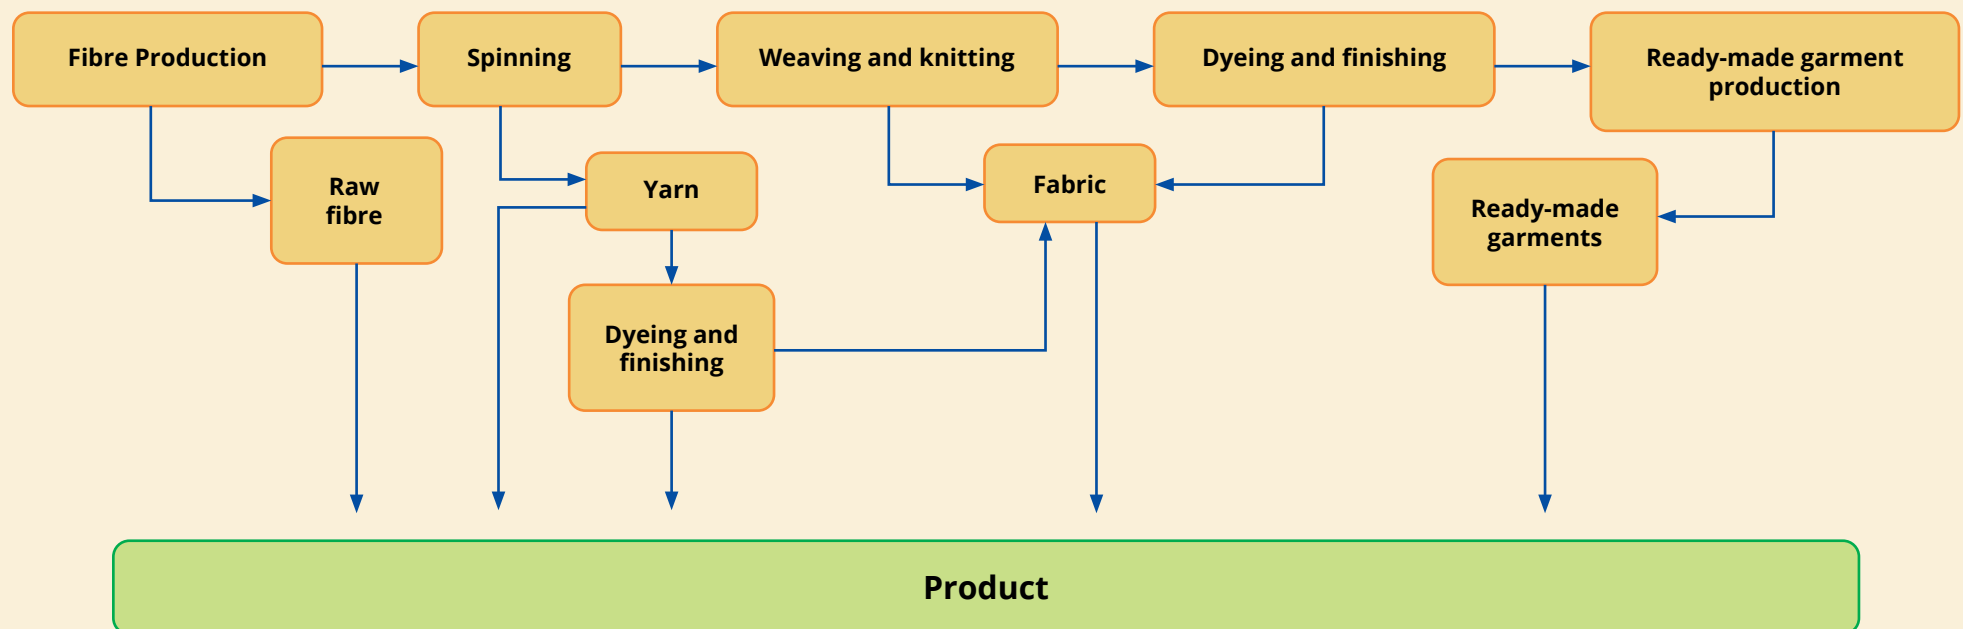 Fibre Production
Spinning
Weaving and knitting
Dyeing and finishing
Ready-made garment
production
Raw
fibre
Yarn
Fabric
Ready-made
garments
Dyeing and
finishing
Product